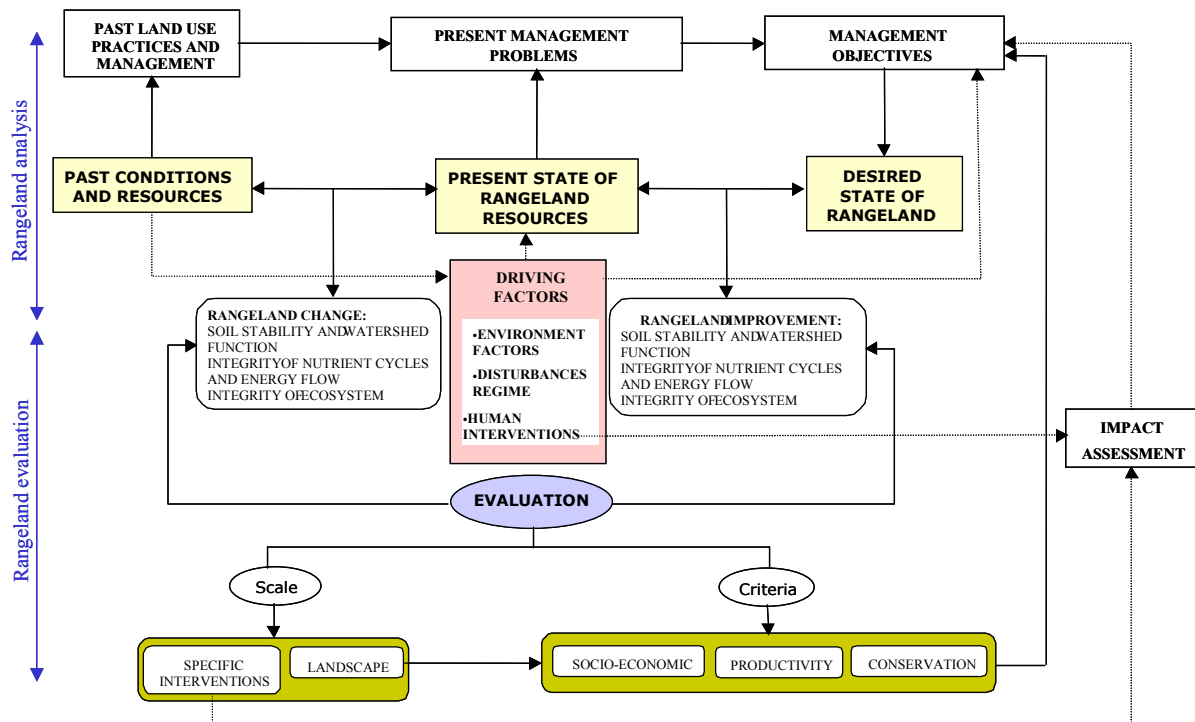 PAST LAND USE
PRACTICES AND
MANAGEMENT
PRESENT MANAGEMENT
PROBLEMS
MANAGEMENT
OBJECTIVES
Rangeland analysis
PAST CONDITIONS
AND RESOURCES
PRESENT STATE OF
RANGELAND
RESOURCES
DESIRED
STATE OF
RANGELAND
DRIVING
FACTORS
•ENVIRONMENT
FACTORS
•DISTURBANCES
REGIME
•HUMAN
INTERVENTIONS
RANGELAND CHANGE:
SOIL STABILITY ANDWATERSHED
FUNCTION
INTEGRITYOF NUTRIENT CYCLES
AND ENERGY FLOW
INTEGRITY OFECOSYSTEM
RANGELANDIMPROVEMENT:
SOIL STABILITY ANDWATERSHED
FUNCTION
INTEGRITYOF NUTRIENT CYCLES
AND ENERGY FLOW
INTEGRITY OFECOSYSTEM
IMPACT
ASSESSMENT
Rangeland evaluation
EVALUATION
Scale
Criteria
SPECIFIC
INTERVENTIONS
LANDSCAPE
SOCIO-ECONOMIC
PRODUCTIVITY
CONSERVATION